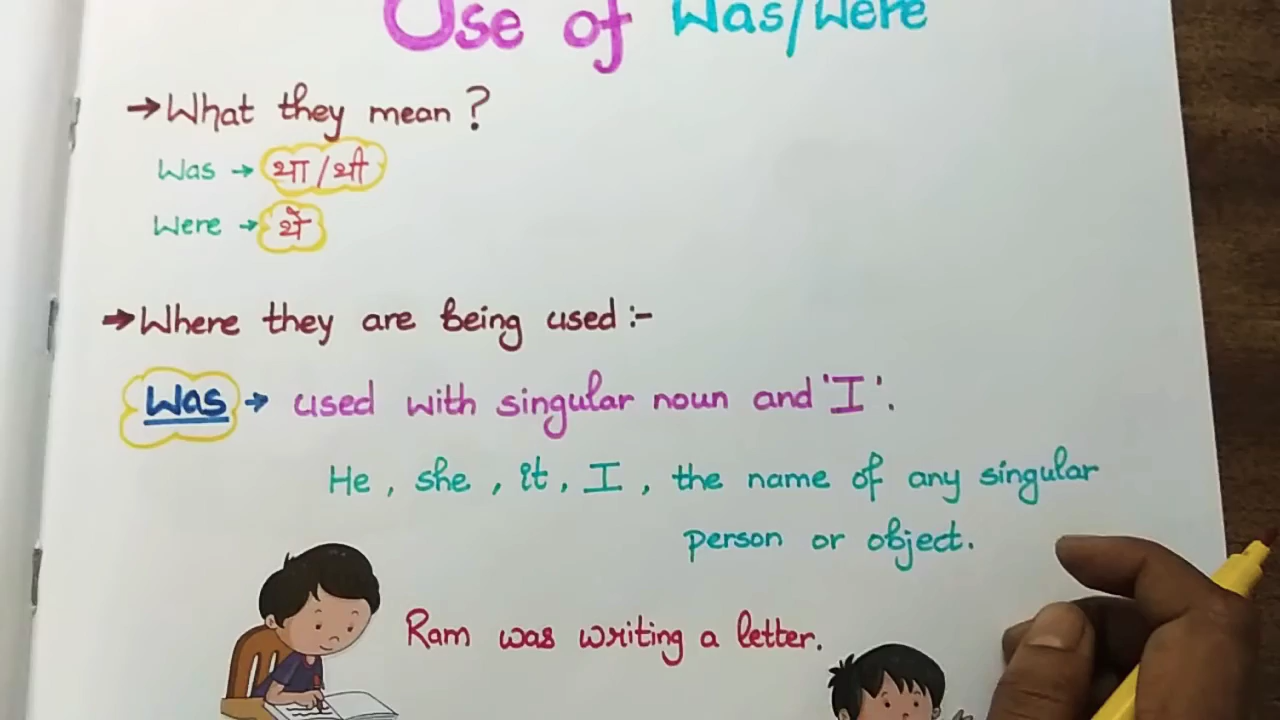 Use of Was/Were
→ What they mean ?
Was → था/थी
Were → थे
→ Where they are being used :-
Was → used with singular noun and 'I'.
He, she, it, I, the name of any singular
person or object.
Ram was writing a letter.